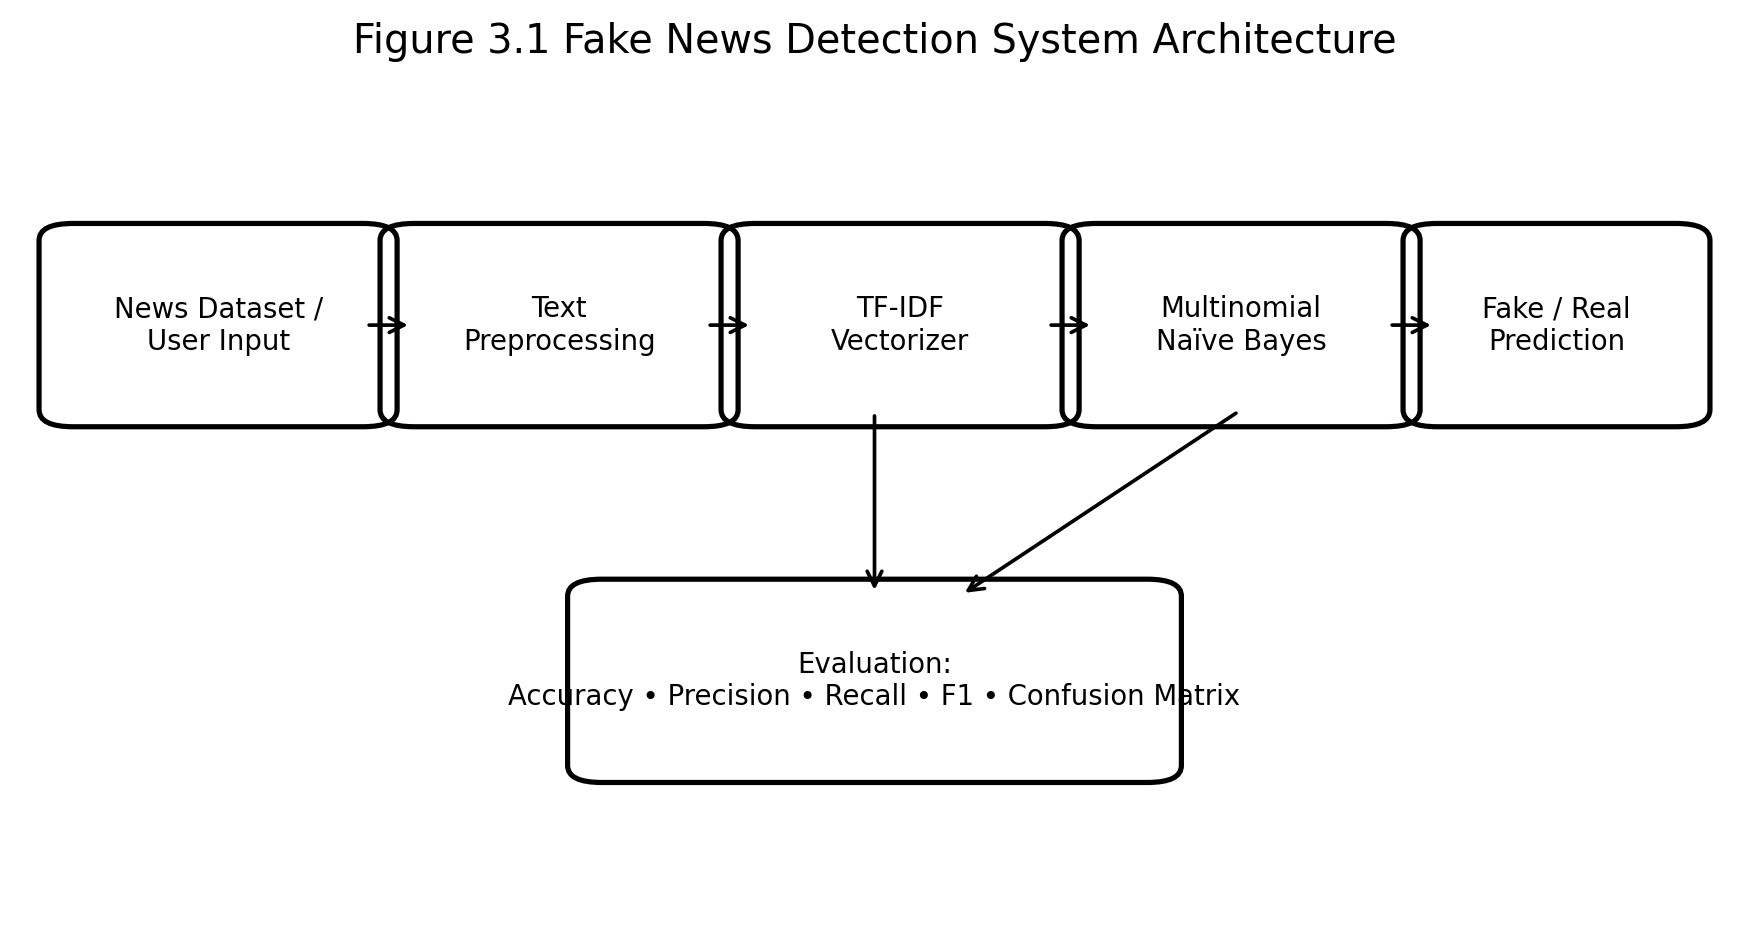 Figure 3.1 Fake News Detection System Architecture
News Dataset /
User Input
Text
Preprocessing
TF-IDF
Vectorizer
Multinomial
Naïve Bayes
Fake / Real
Prediction
Evaluation:
Accuracy • Precision • Recall • F1 • Confusion Matrix